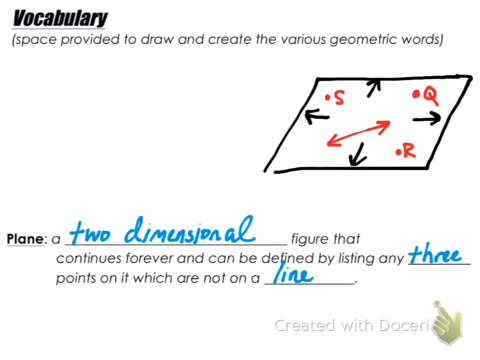 Vocabulary
(space provided to draw and create the various geometric words)
S
Q
R
Plane: a two dimensional figure that
continues forever and can be defined by listing any three
points on it which are not on a line.
Created with Doceri